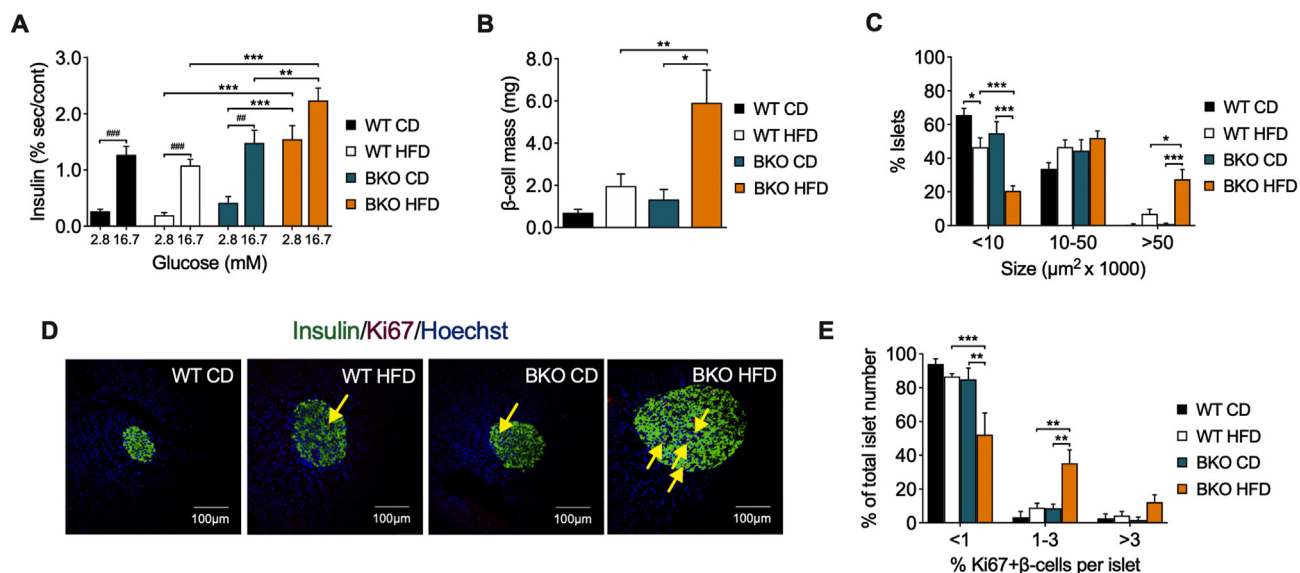 A
Insulin (% sec/cont)
3.0
2.0
1.0
0.0
***
***
**
***
***
###
###
##
2.8 16.7 2.8 16.7 2.8 16.7 2.8 16.7
Glucose (mM)
WT CD
WT HFD
BKO CD
BKO HFD
B
β-cell mass (mg)
8.0
6.0
4.0
2.0
0.0
**
*
WT CD
WT HFD
BKO CD
BKO HFD
C
% Islets
100
80
60
40
20
0
* ***
***
*
***
<10 10-50 >50
Size (µm² x 1000)
WT CD
WT HFD
BKO CD
BKO HFD
D
Insulin/Ki67/Hoechst
WT CD
100µm
WT HFD
100µm
BKO CD
100µm
BKO HFD
100µm
E
% of total islet number
100
80
60
40
20
0
***
**
**
**
<1 1-3 >3
% Ki67+β-cells per islet
WT CD
WT HFD
BKO CD
BKO HFD